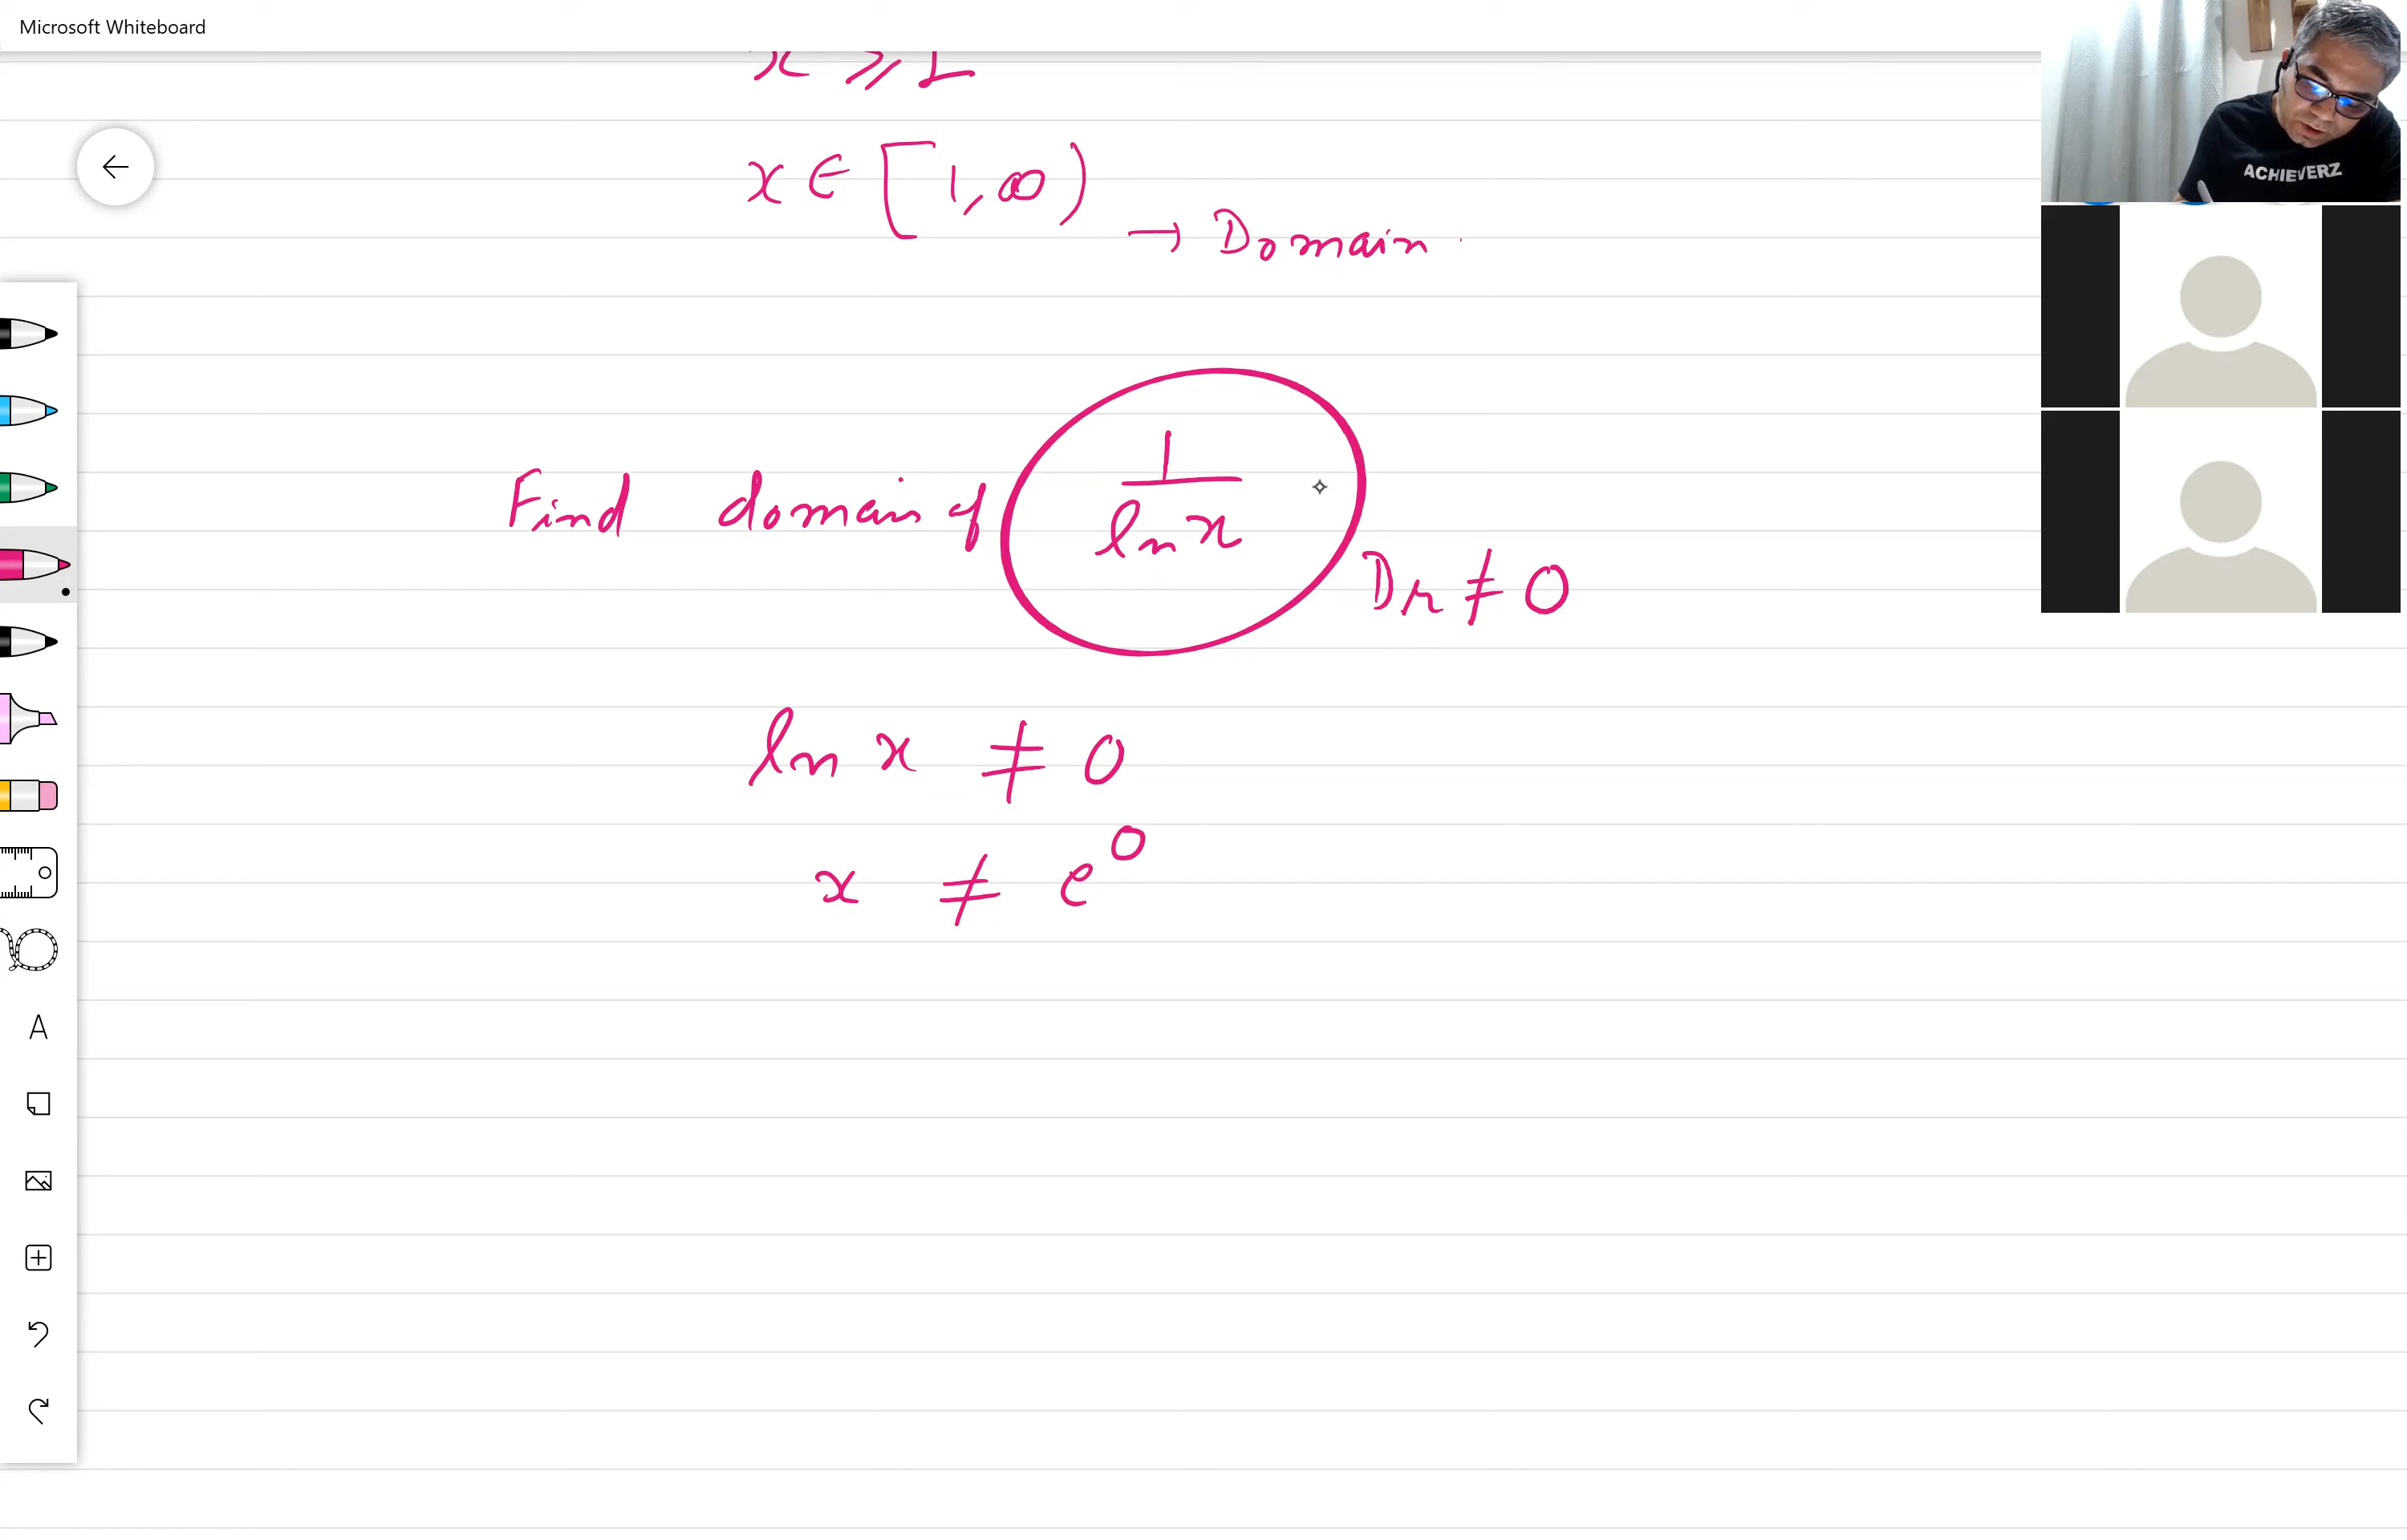 Microsoft Whiteboard
x ⩾ 1
x ∈ [1, ∞)
→ Domain.
ACHIEVERZ
Find domain of 1/ln x
Dr ≠ 0
ln x ≠ 0
x ≠ e⁰
A